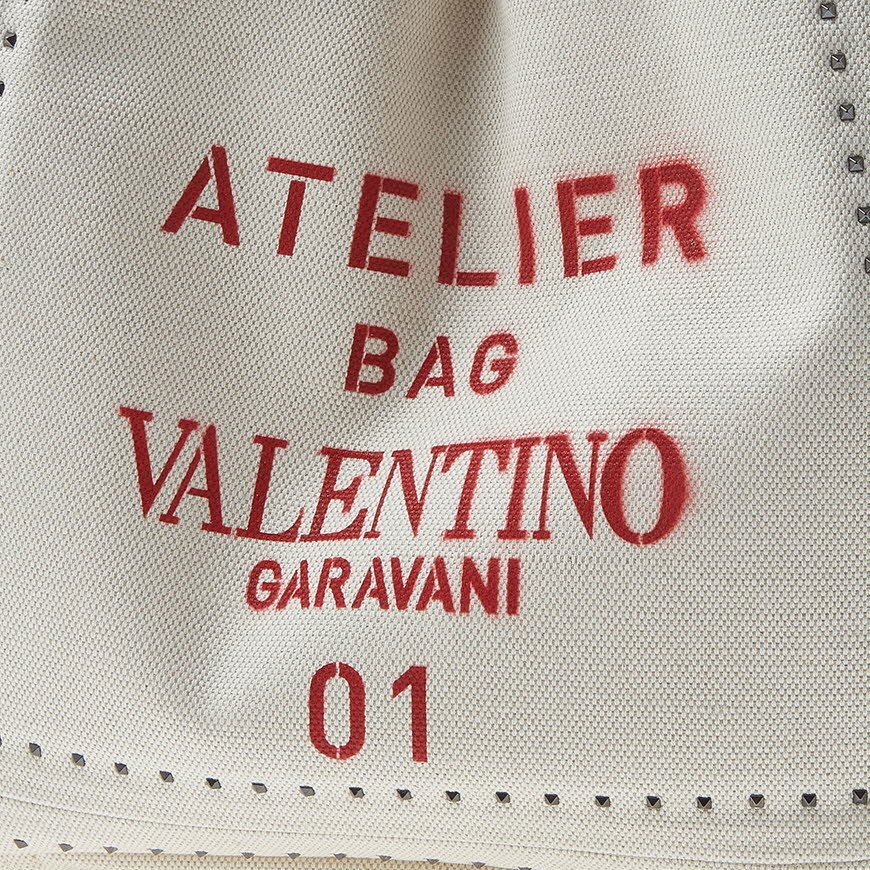 ATELIER
BAG
VALENTINO
GARAVANI
01